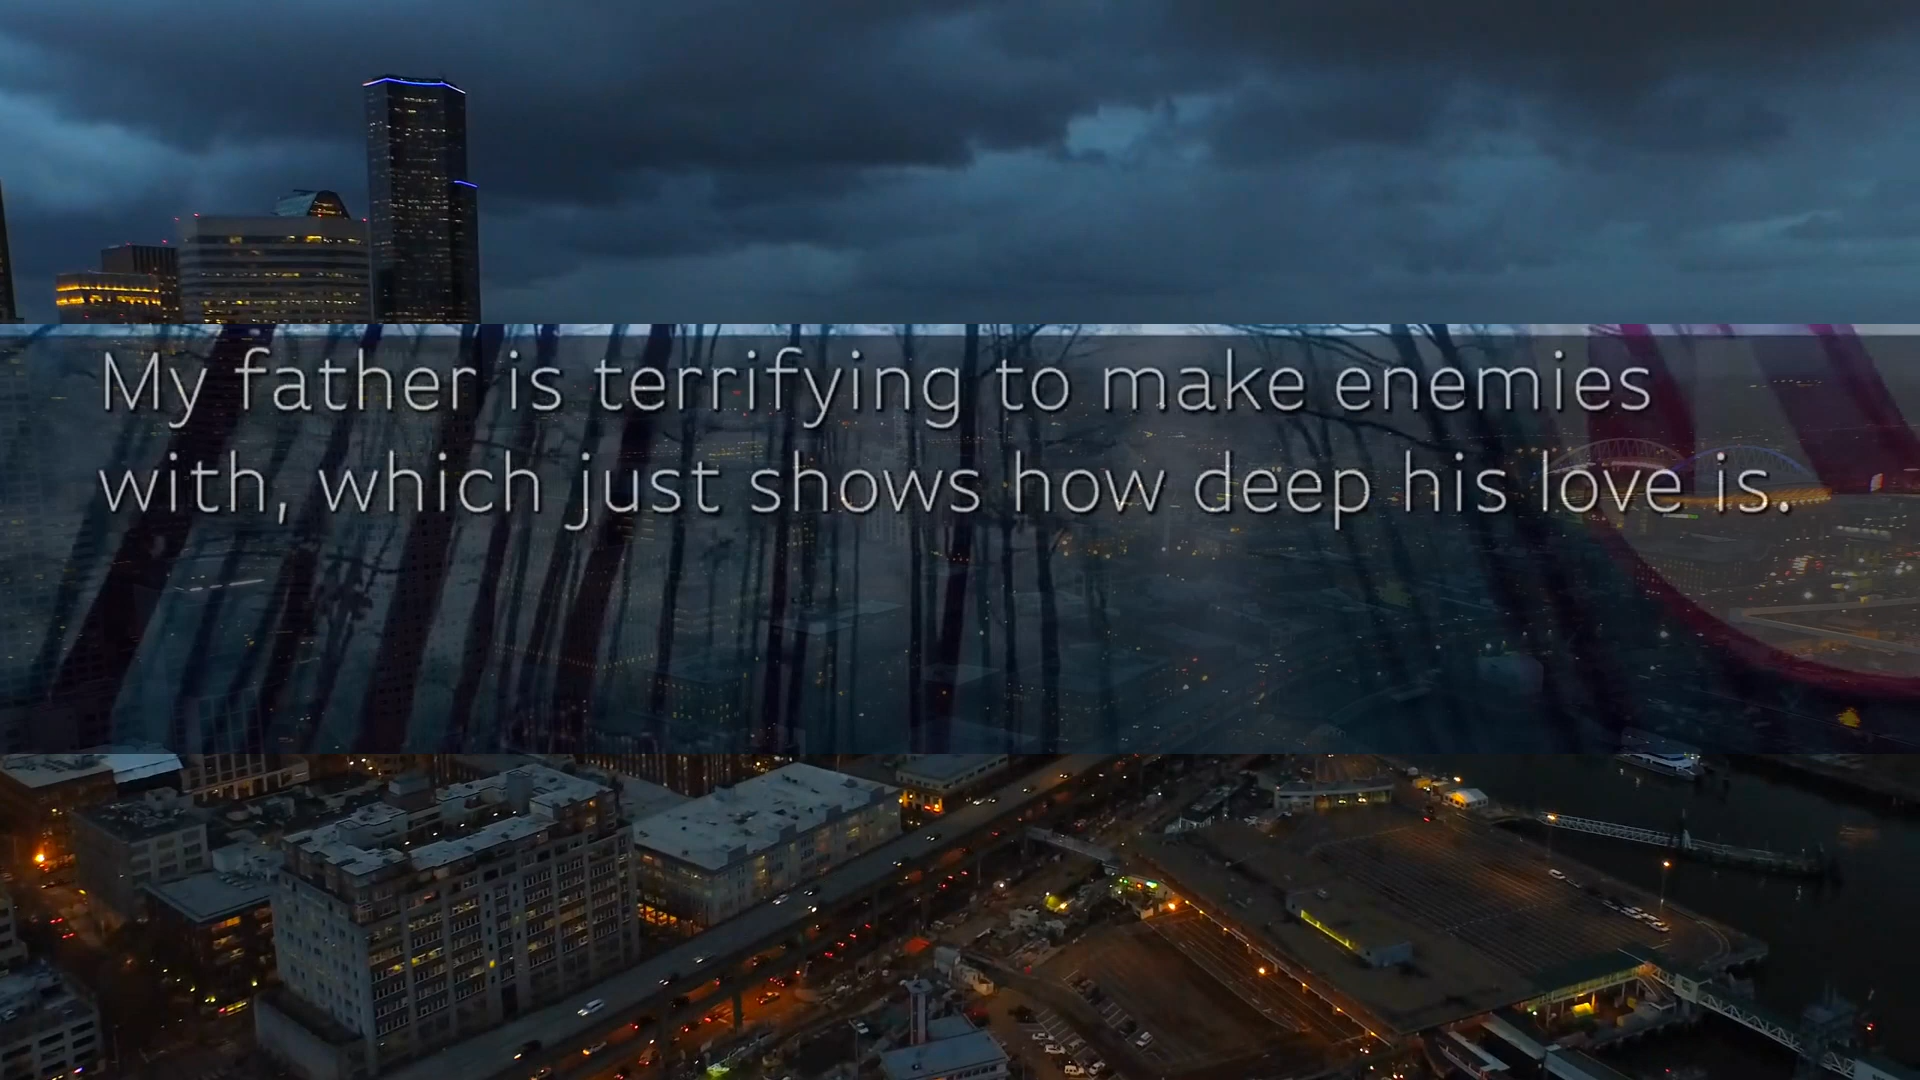 My father is terrifying to make enemies
with, which just shows how deep his love is.